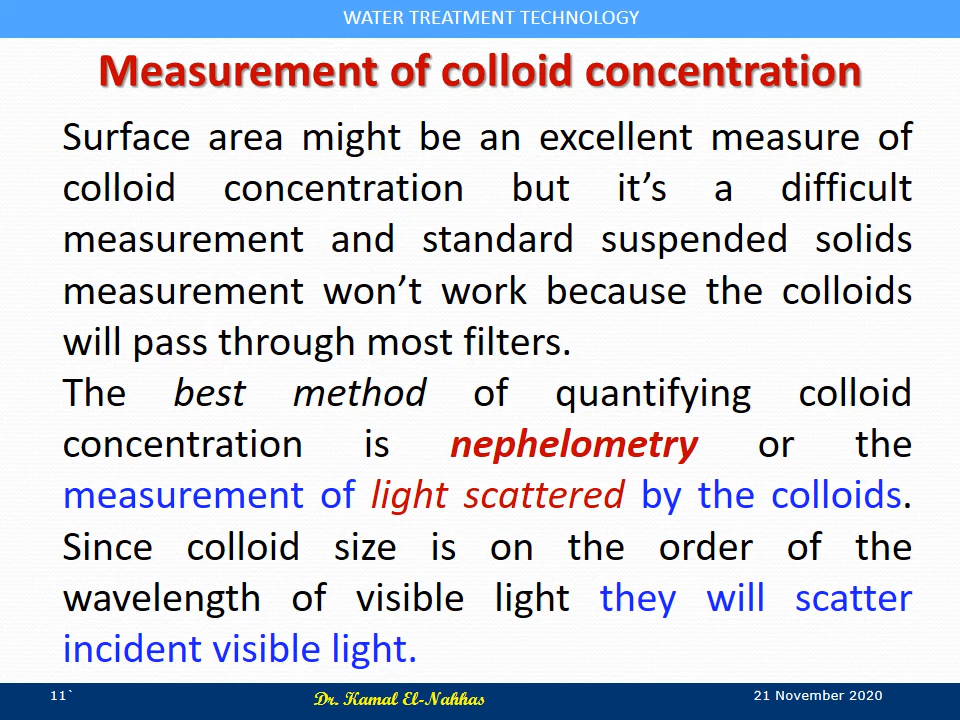 WATER TREATMENT TECHNOLOGY
Measurement of colloid concentration
Surface area might be an excellent measure of
colloid concentration but it’s a difficult
measurement and standard suspended solids
measurement won’t work because the colloids
will pass through most filters.
The best method of quantifying colloid
concentration is nephelometry or the
measurement of light scattered by the colloids.
Since colloid size is on the order of the
wavelength of visible light they will scatter
incident visible light.
11`
Dr. Kamal El-Nahhas
21 November 2020